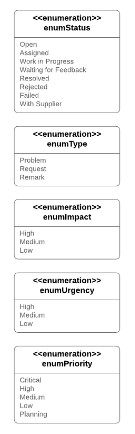 <<enumeration>>
enumStatus
Open
Assigned
Work in Progress
Waiting for Feedback
Resolved
Rejected
Failed
With Supplier
<<enumeration>>
enumType
Problem
Request
Remark
<<enumeration>>
enumImpact
High
Medium
Low
<<enumeration>>
enumUrgency
High
Medium
Low
<<enumeration>>
enumPriority
Critical
High
Medium
Low
Planning